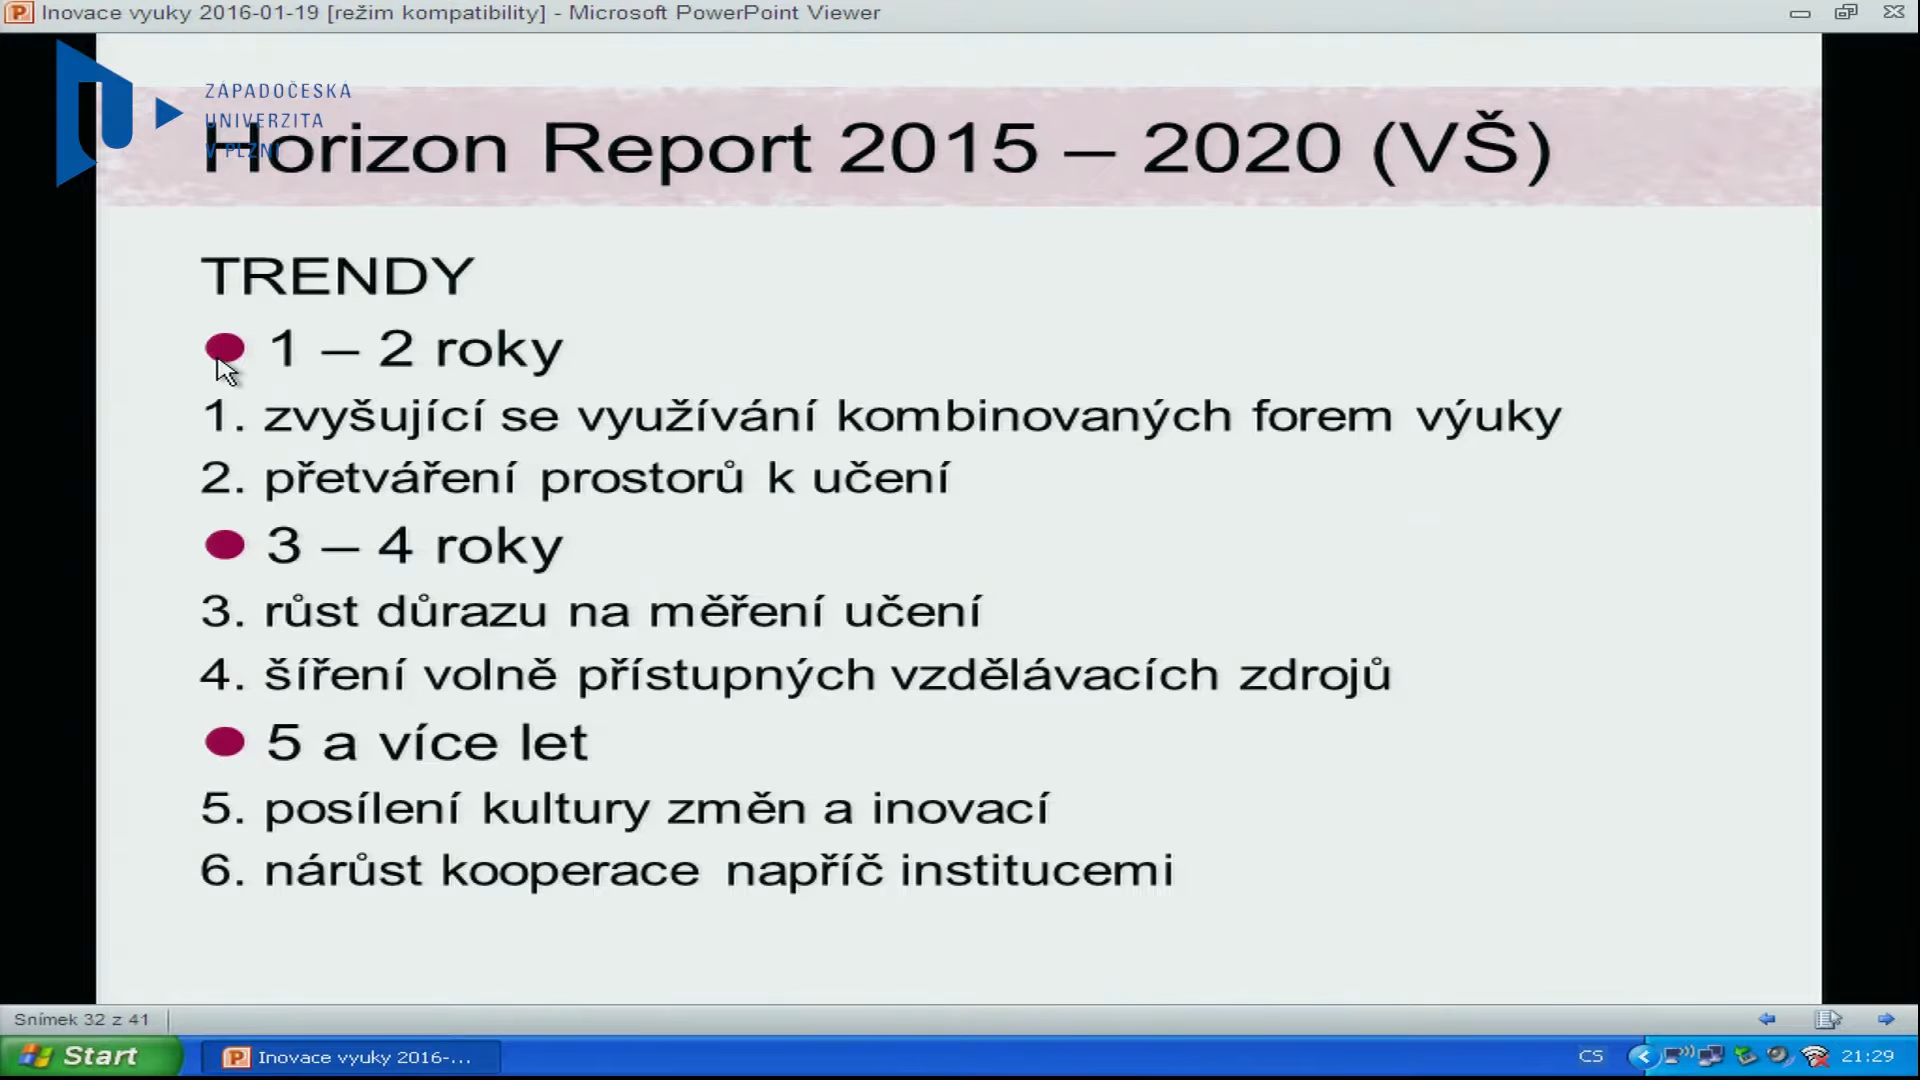 Inovace vyuky 2016-01-19 [režim kompatibility] - Microsoft PowerPoint Viewer
ZÁPADOČESKÁ
UNIVERZITA
V PLZNI
Horizon Report 2015 – 2020 (VŠ)
TRENDY
1 – 2 roky
1. zvyšující se využívání kombinovaných forem výuky
2. přetváření prostorů k učení
3 – 4 roky
3. růst důrazu na měření učení
4. šíření volně přístupných vzdělávacích zdrojů
5 a více let
5. posílení kultury změn a inovací
6. nárůst kooperace napříč institucemi
Snímek 32 z 41
Start
Inovace vyuky 2016-...
CS
21:29